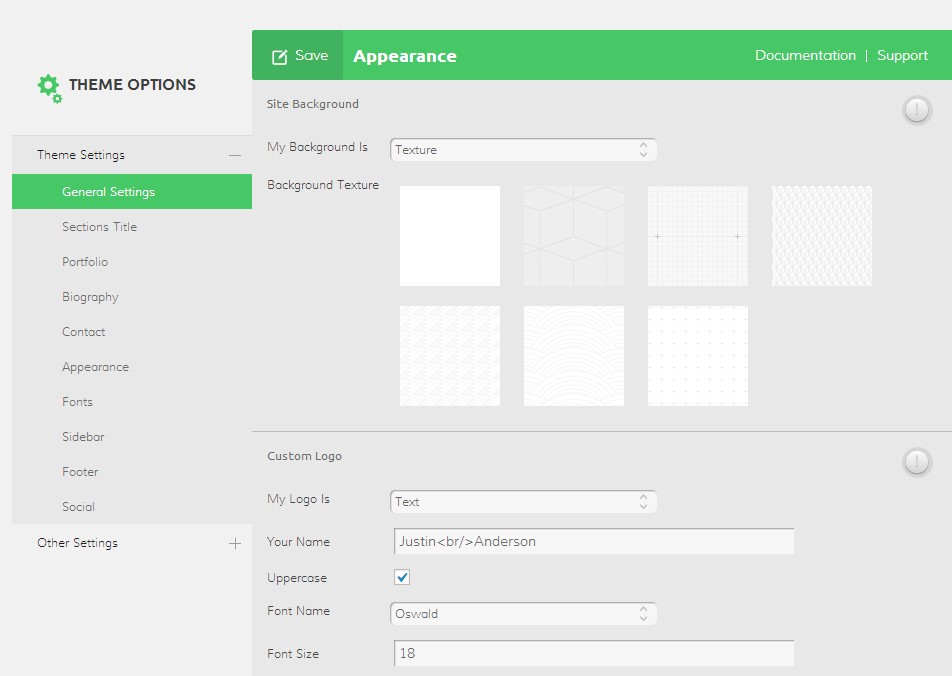 Save Appearance Documentation | Support
THEME OPTIONS
Theme Settings
General Settings
Sections Title
Portfolio
Biography
Contact
Appearance
Fonts
Sidebar
Footer
Social
Other Settings
Site Background
My Background Is Texture
Background Texture
Custom Logo
My Logo Is Text
Your Name Justin<br/>Anderson
Uppercase
Font Name Oswald
Font Size 18